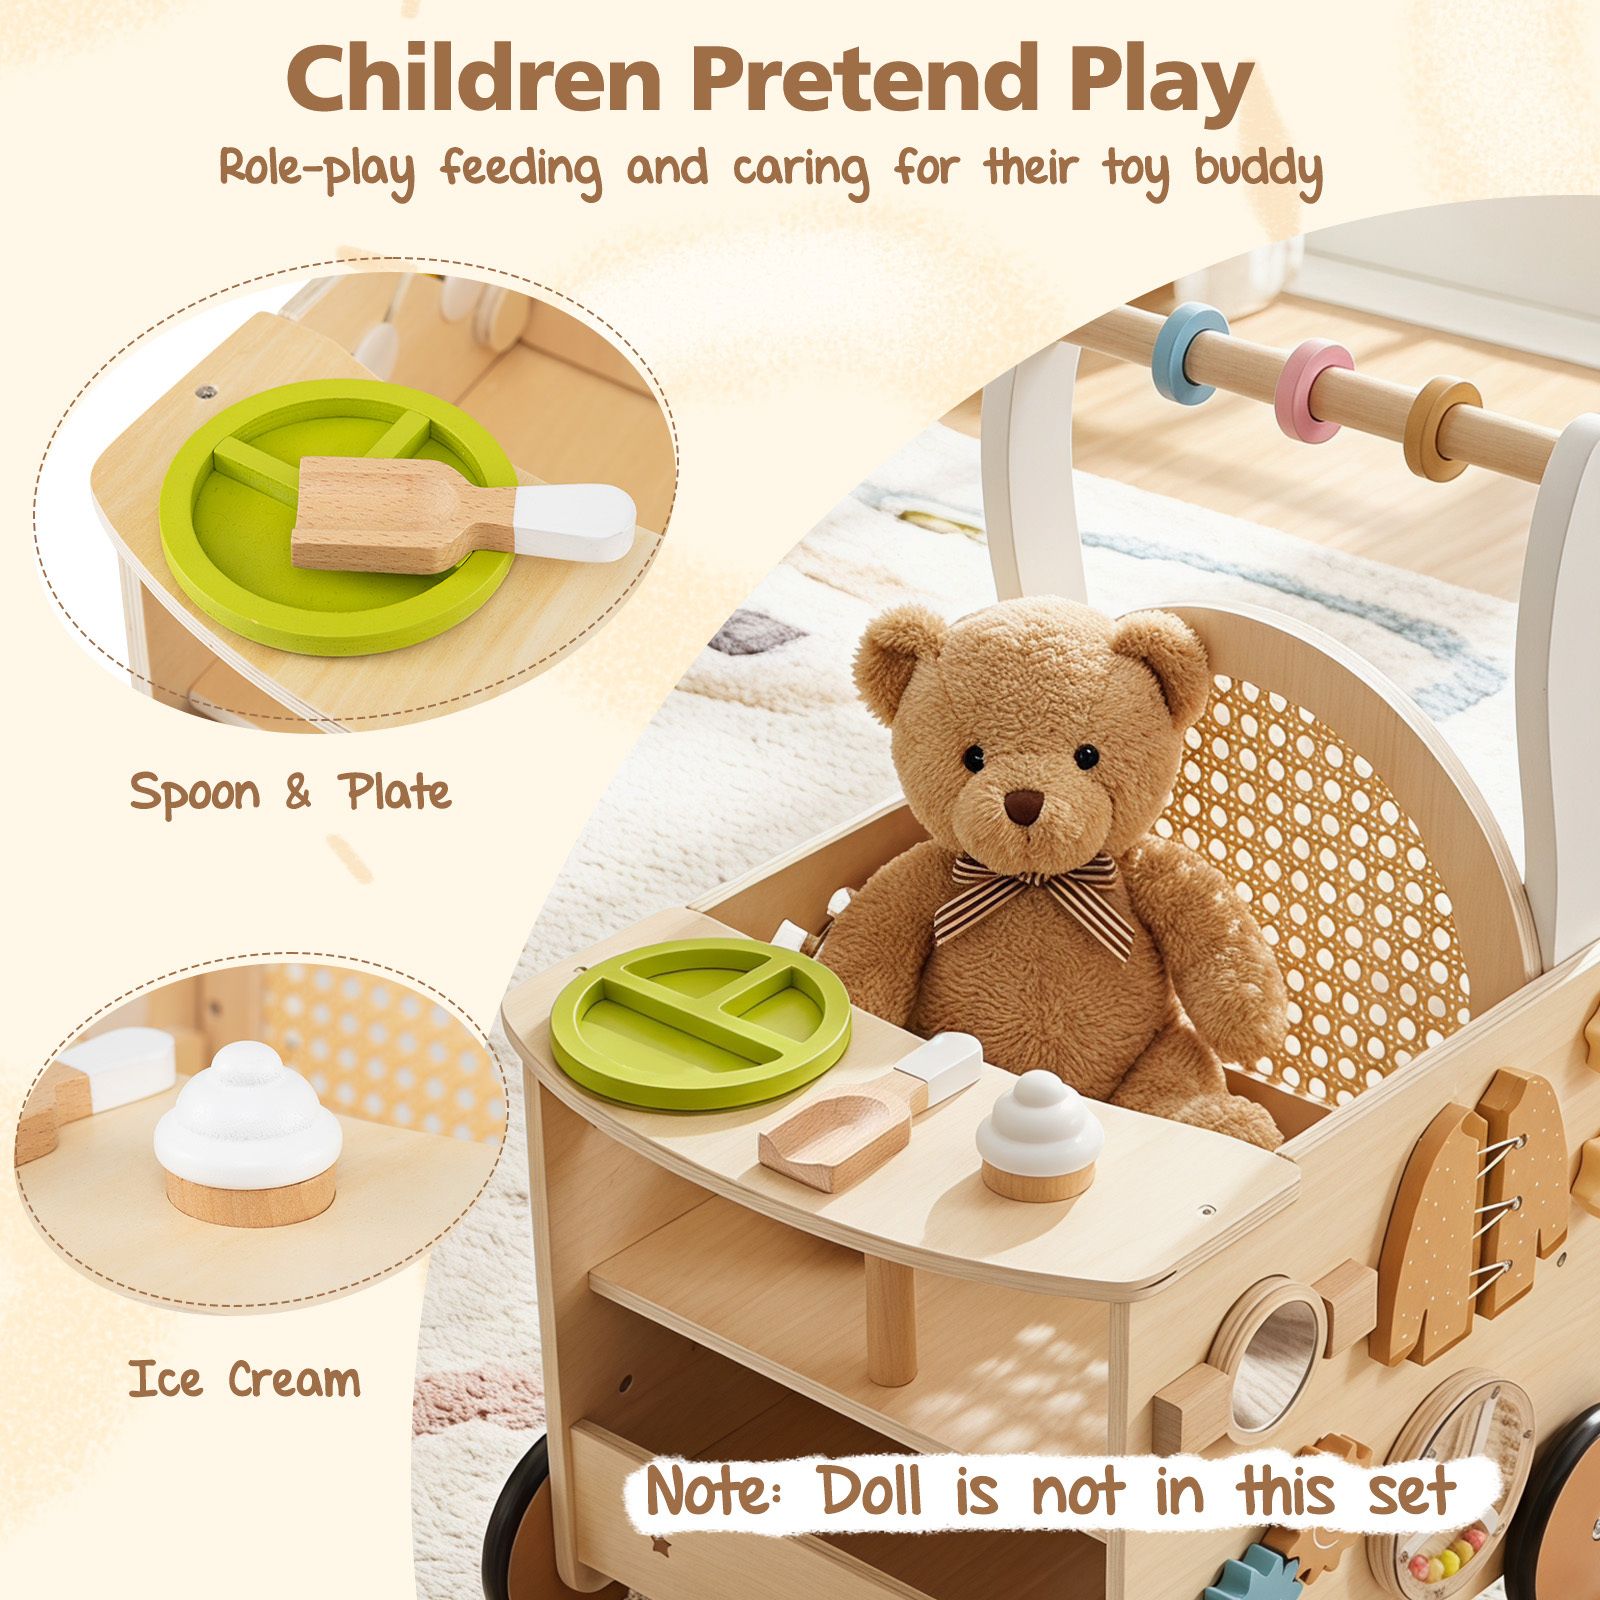 Children Pretend Play
Role-play feeding and caring for their toy buddy
Spoon & Plate
Ice Cream
Note: Doll is not in this set